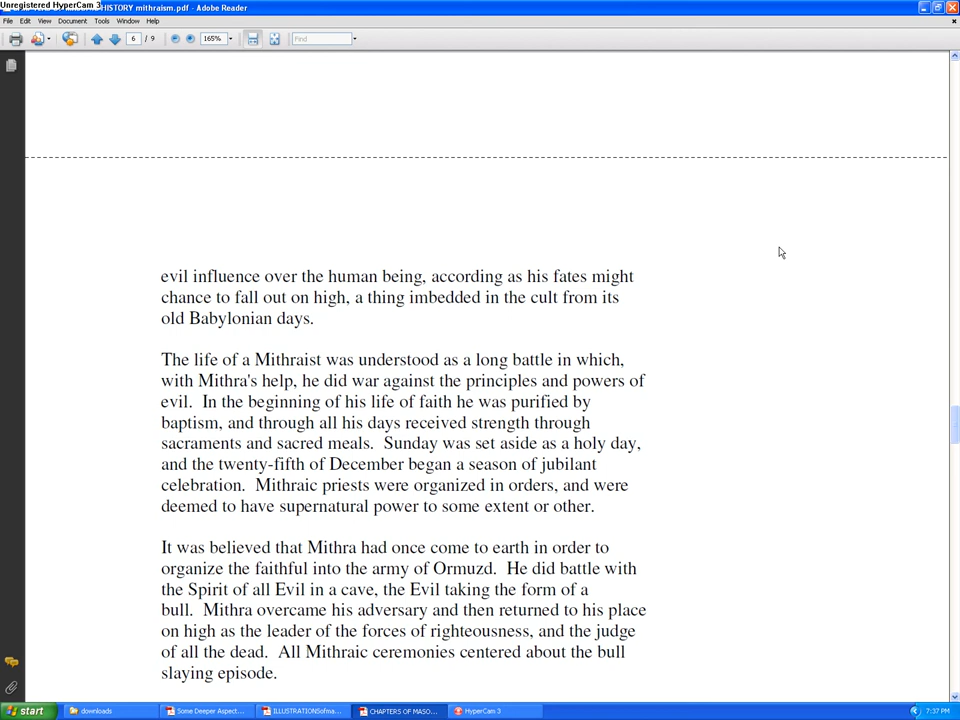 Unregistered HyperCam 3
HISTORY mithraism.pdf - Adobe Reader
File Edit View Document Tools Window Help
6 / 9 165% Find
evil influence over the human being, according as his fates might
chance to fall out on high, a thing imbedded in the cult from its
old Babylonian days.
The life of a Mithraist was understood as a long battle in which,
with Mithra's help, he did war against the principles and powers of
evil.  In the beginning of his life of faith he was purified by
baptism, and through all his days received strength through
sacraments and sacred meals.  Sunday was set aside as a holy day,
and the twenty-fifth of December began a season of jubilant
celebration.  Mithraic priests were organized in orders, and were
deemed to have supernatural power to some extent or other.
It was believed that Mithra had once come to earth in order to
organize the faithful into the army of Ormuzd.  He did battle with
the Spirit of all Evil in a cave, the Evil taking the form of a
bull.  Mithra overcame his adversary and then returned to his place
on high as the leader of the forces of righteousness, and the judge
of all the dead.  All Mithraic ceremonies centered about the bull
slaying episode.
start downloads Some Deeper Aspect... ILLUSTRATIONSofma... CHAPTERS OF MASO... HyperCam 3 7:37 PM